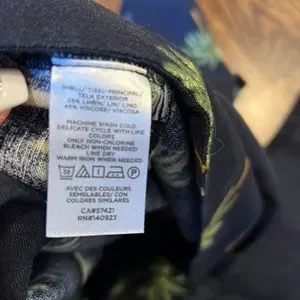 SHELL/ TISSU PRINCIPAL/
TELA EXTERIOR
55% LINEN/ LIN/ LINO
45% VISCOSE/ VISCOSA
MACHINE WASH COLD
DELICATE CYCLE WITH LIKE
COLORS
ONLY NON-CHLORINE
BLEACH WHEN NEEDED
LINE DRY
WARM IRON WHEN NEEDED
30
AVEC DES COULEURS
SEMBLABLES/ CON
COLORES SIMILARES
CA#57421
RN#140923